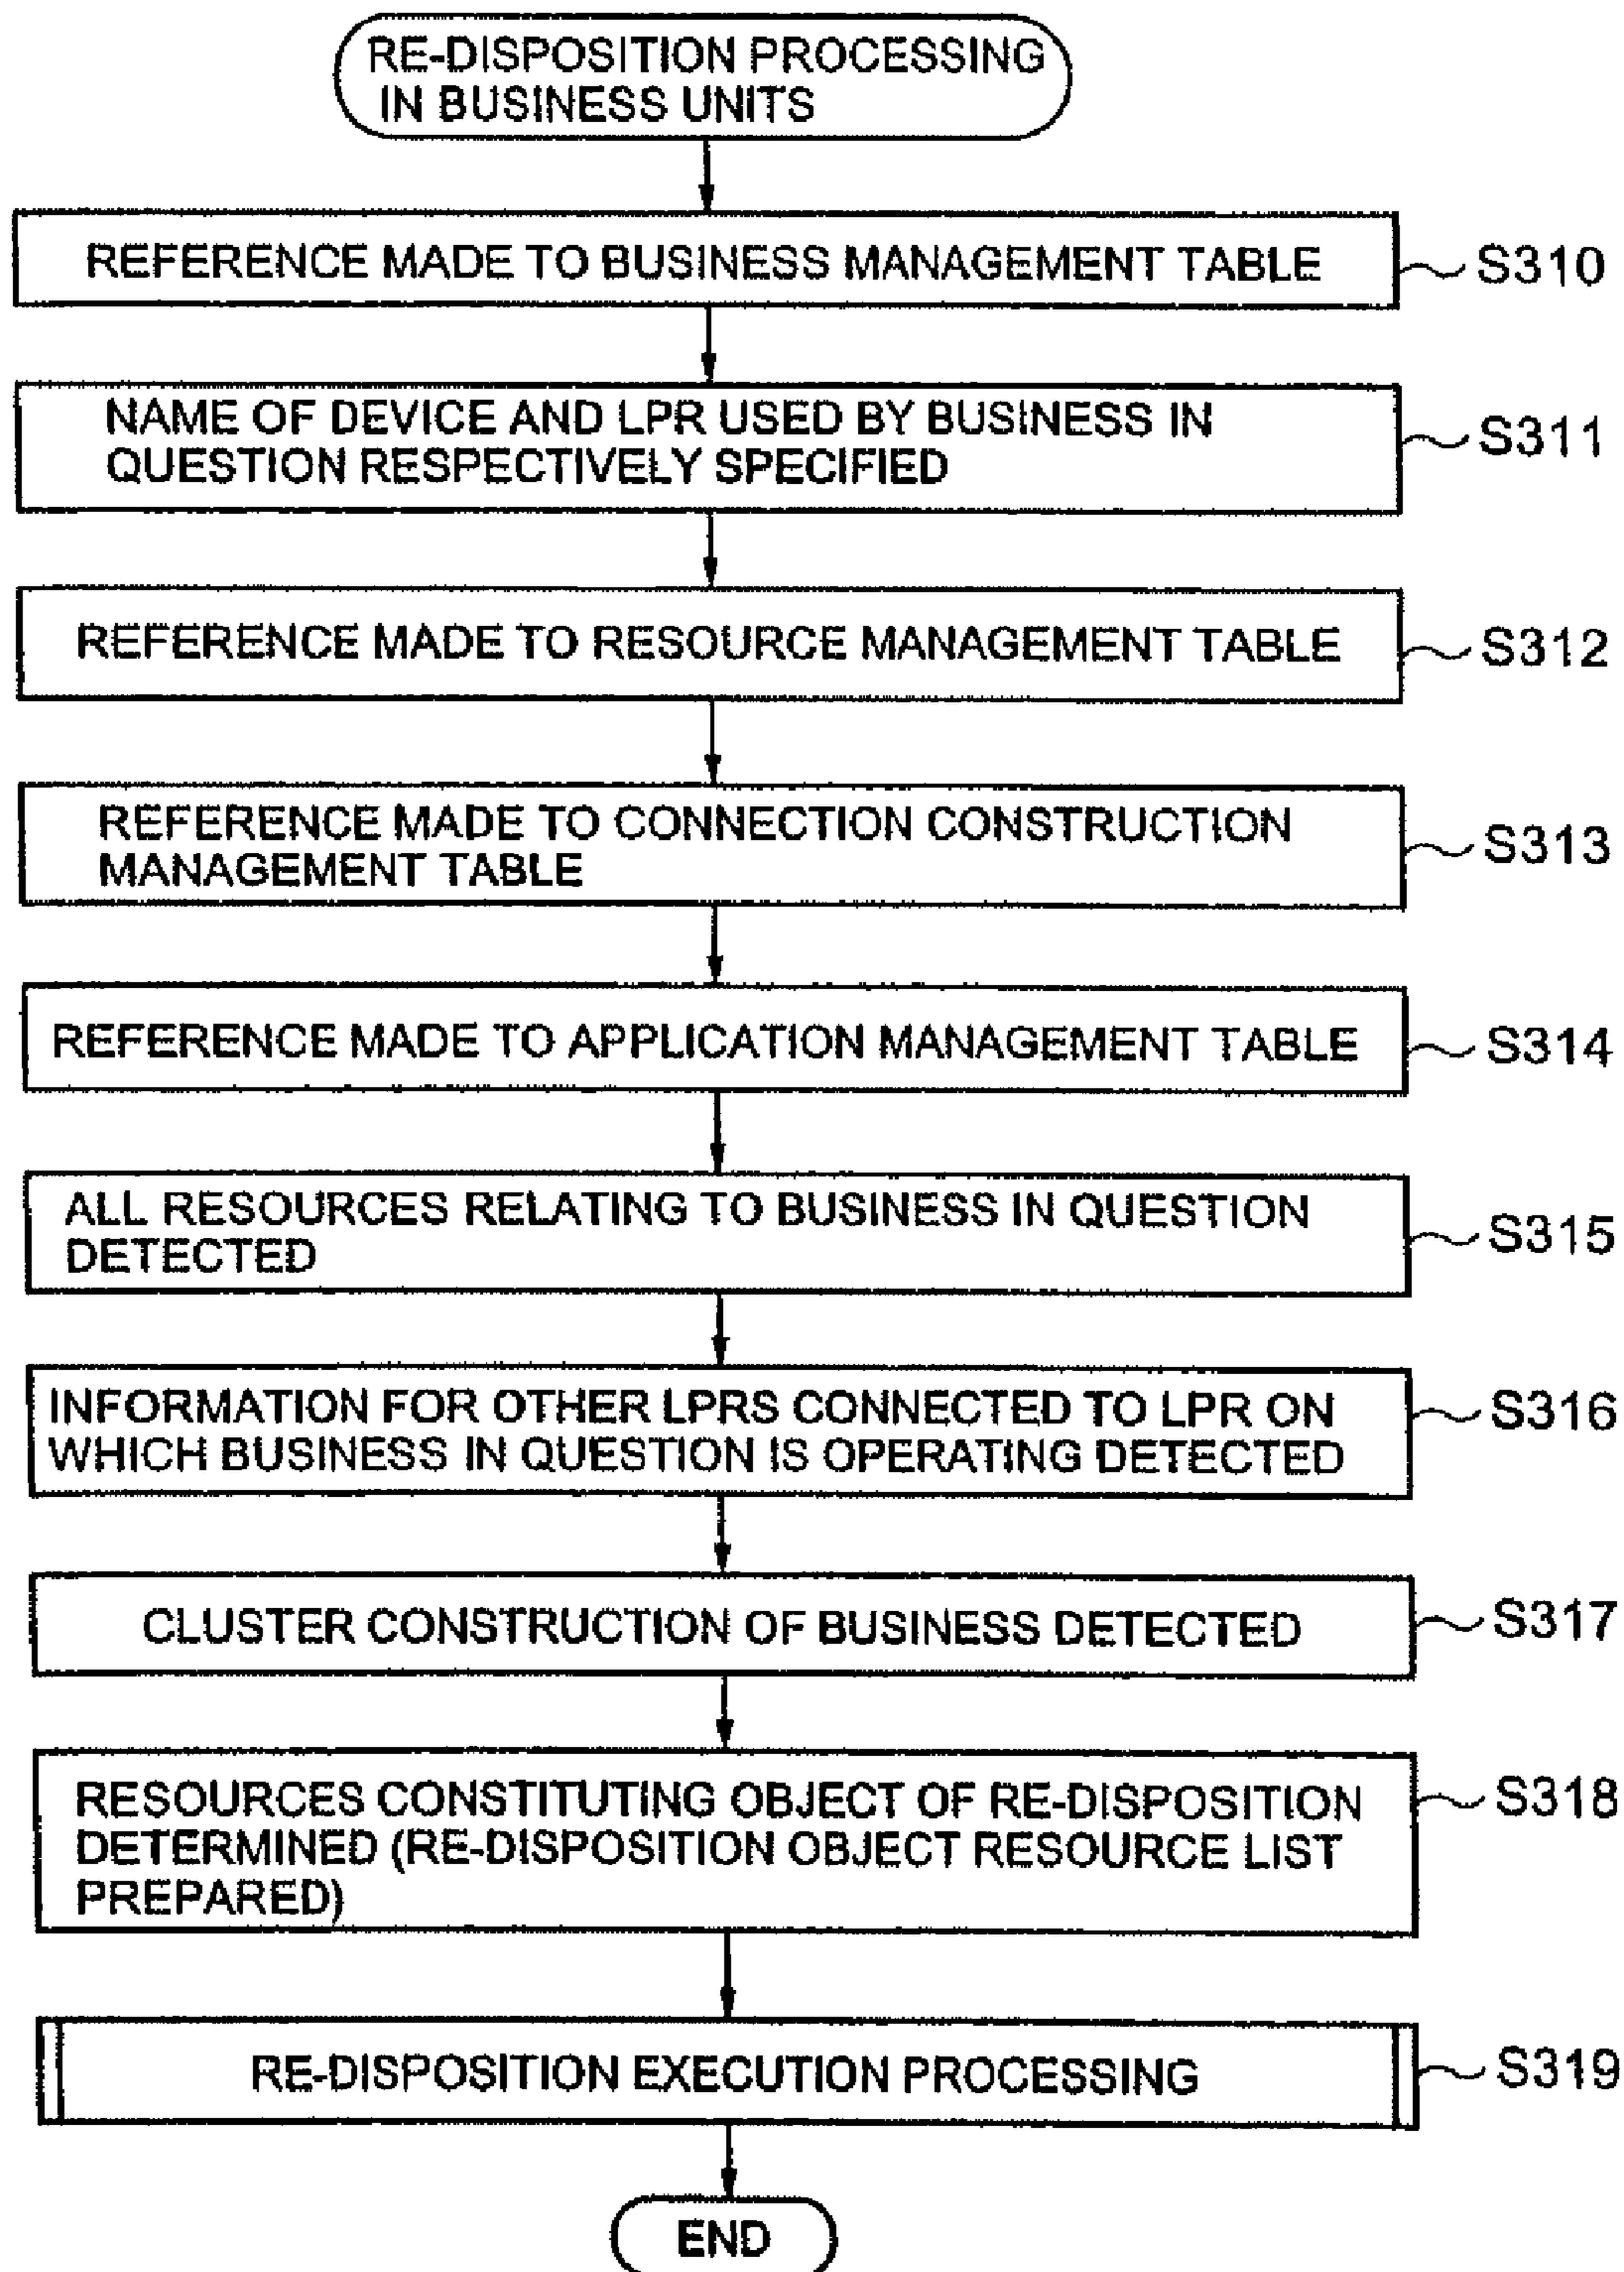 RE-DISPOSITION PROCESSING
IN BUSINESS UNITS
REFERENCE MADE TO BUSINESS MANAGEMENT TABLE
S310
NAME OF DEVICE AND LPR USED BY BUSINESS IN
QUESTION RESPECTIVELY SPECIFIED
S311
REFERENCE MADE TO RESOURCE MANAGEMENT TABLE
S312
REFERENCE MADE TO CONNECTION CONSTRUCTION
MANAGEMENT TABLE
S313
REFERENCE MADE TO APPLICATION MANAGEMENT TABLE
S314
ALL RESOURCES RELATING TO BUSINESS IN QUESTION
DETECTED
S315
INFORMATION FOR OTHER LPRS CONNECTED TO LPR ON
WHICH BUSINESS IN QUESTION IS OPERATING DETECTED
S316
CLUSTER CONSTRUCTION OF BUSINESS DETECTED
S317
RESOURCES CONSTITUTING OBJECT OF RE-DISPOSITION
DETERMINED (RE-DISPOSITION OBJECT RESOURCE LIST
PREPARED)
S318
RE-DISPOSITION EXECUTION PROCESSING
S319
END